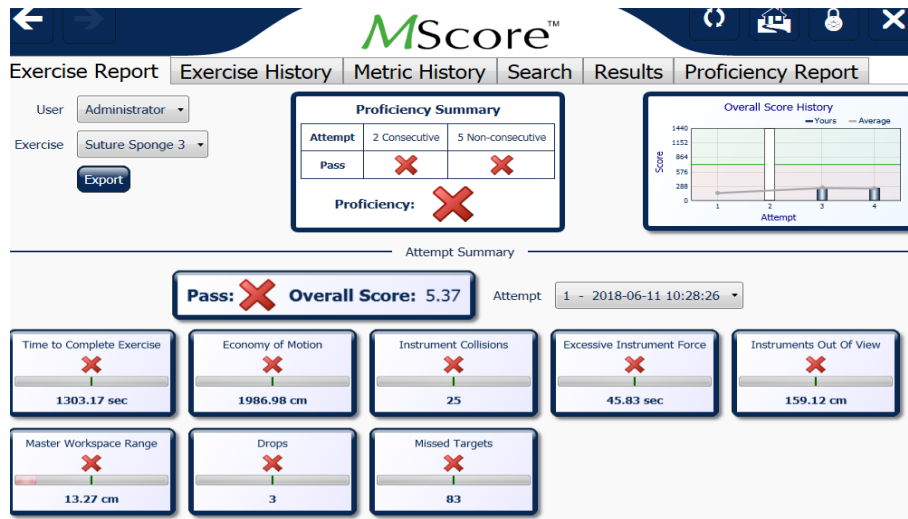 MScore™
Exercise Report Exercise History Metric History Search Results Proficiency Report
User Administrator
Exercise Suture Sponge 3
Export
Proficiency Summary
Attempt 2 Consecutive 5 Non-consecutive
Pass
Proficiency:
Overall Score History
Yours Average
Score
1440
1152
864
576
288
0
1 2 3 4
Attempt
Attempt Summary
Pass: Overall Score: 5.37 Attempt 1 - 2018-06-11 10:28:26
Time to Complete Exercise Economy of Motion Instrument Collisions Excessive Instrument Force Instruments Out Of View
1303.17 sec 1986.98 cm 25 45.83 sec 159.12 cm
Master Workspace Range Drops Missed Targets
13.27 cm 3 83